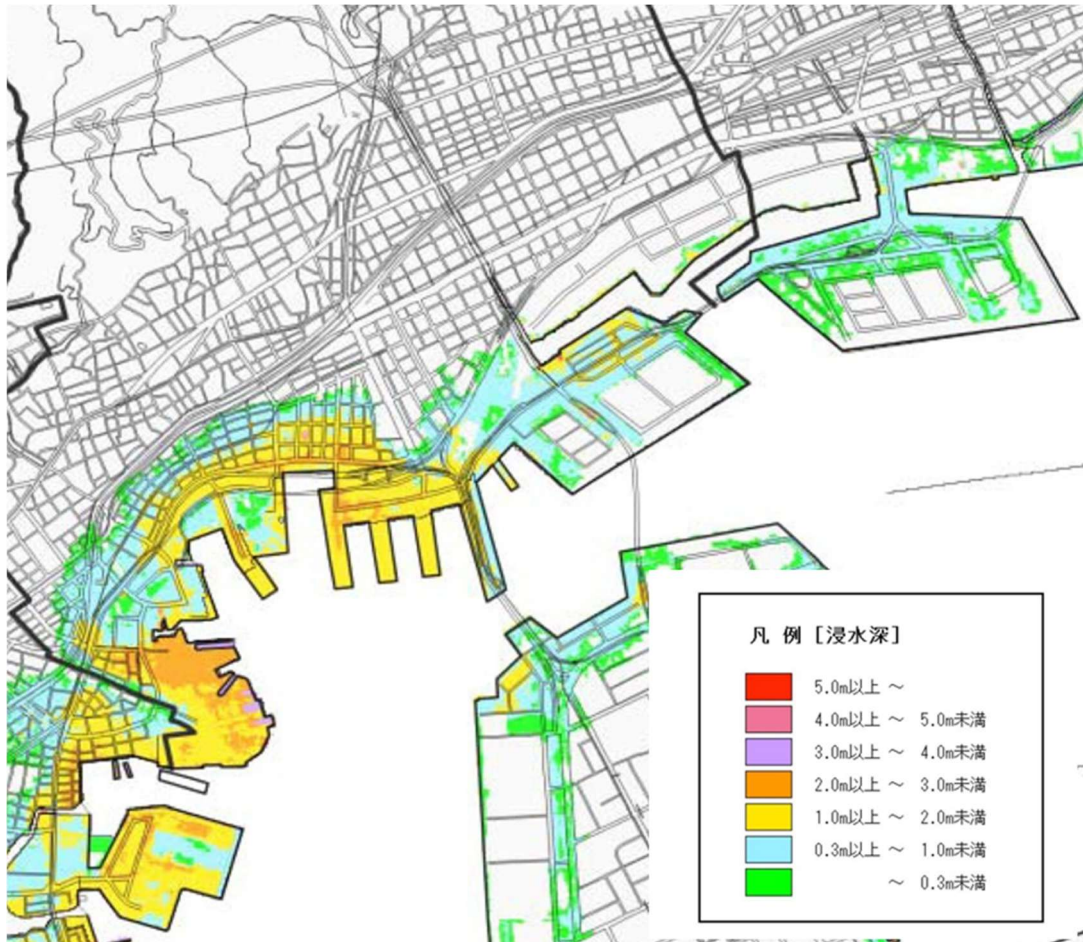 凡 例 [浸水深]
5.0m以上 ～
4.0m以上 ～ 5.0m未満
3.0m以上 ～ 4.0m未満
2.0m以上 ～ 3.0m未満
1.0m以上 ～ 2.0m未満
0.3m以上 ～ 1.0m未満
～ 0.3m未満